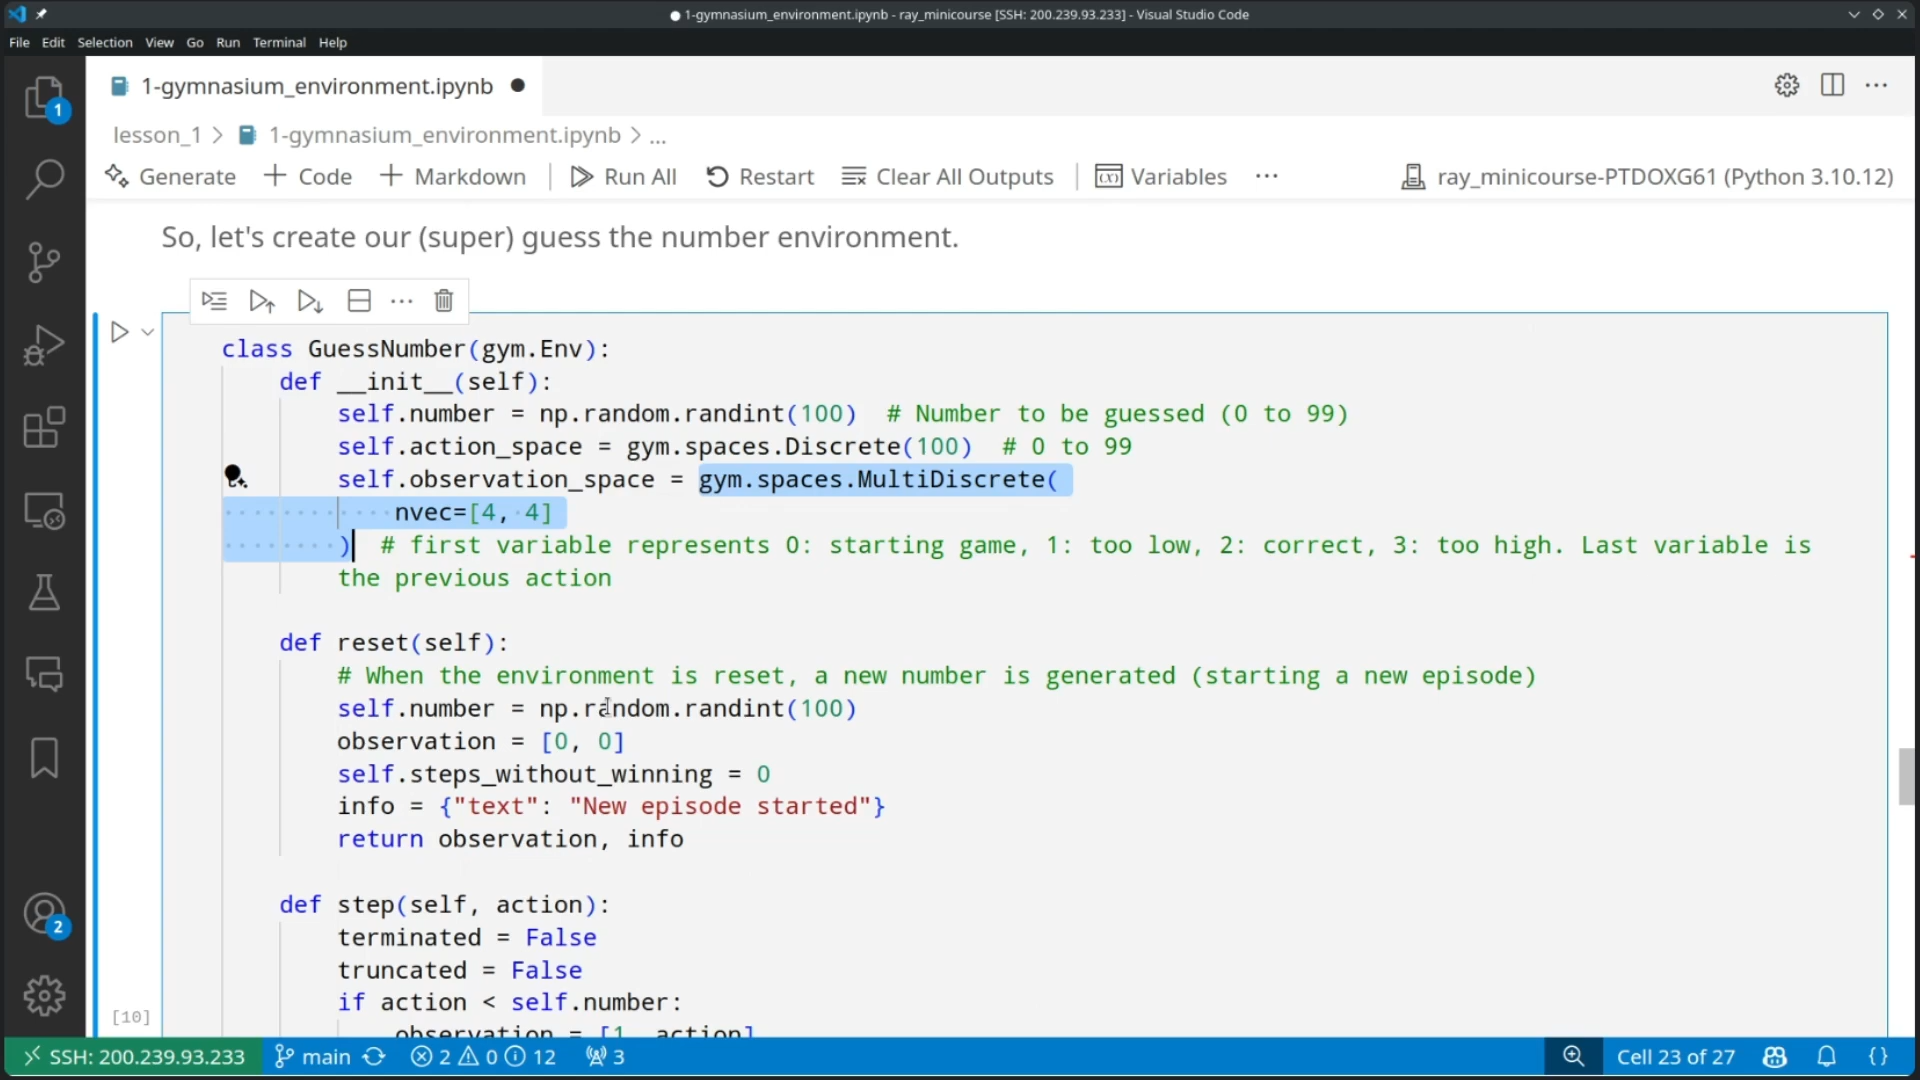 1-gymnasium_environment.ipynb - ray_minicourse [SSH: 200.239.93.233] - Visual Studio Code
File Edit Selection View Go Run Terminal Help
1-gymnasium_environment.ipynb
lesson_1 > 1-gymnasium_environment.ipynb > ...
Generate + Code + Markdown Run All Restart Clear All Outputs Variables ... ray_minicourse-PTDOXG61 (Python 3.10.12)
So, let's create our (super) guess the number environment.
class GuessNumber(gym.Env):
def __init__(self):
self.number = np.random.randint(100)  # Number to be guessed (0 to 99)
self.action_space = gym.spaces.Discrete(100)  # 0 to 99
self.observation_space = gym.spaces.MultiDiscrete(
nvec=[4, 4]
)  # first variable represents 0: starting game, 1: too low, 2: correct, 3: too high. Last variable is
the previous action
def reset(self):
# When the environment is reset, a new number is generated (starting a new episode)
self.number = np.random.randint(100)
observation = [0, 0]
self.steps_without_winning = 0
info = {"text": "New episode started"}
return observation, info
def step(self, action):
terminated = False
truncated = False
if action < self.number:
observation = [1, action]
[10]
1
2
SSH: 200.239.93.233 main 2 0 12 3 Cell 23 of 27 {}